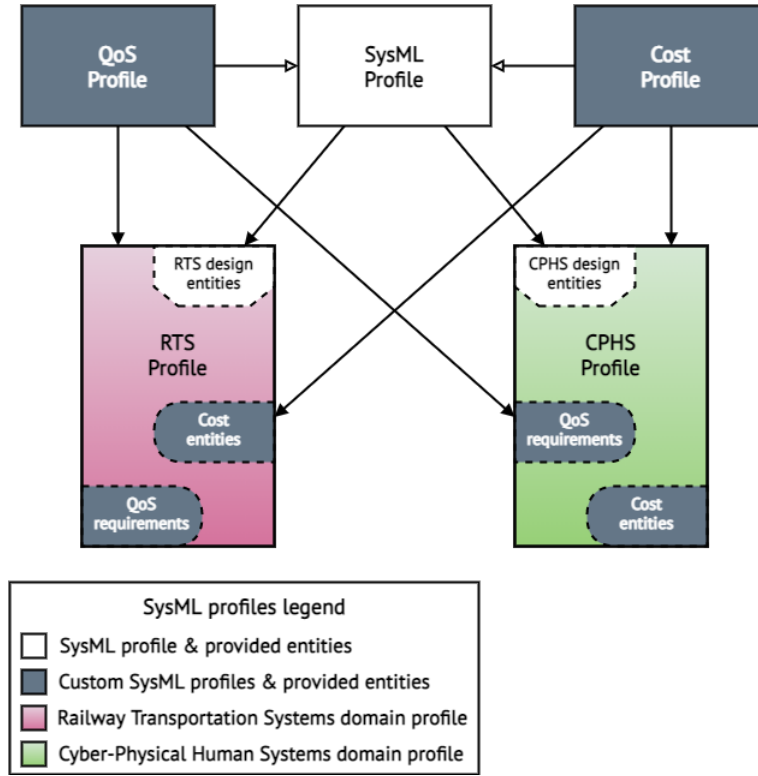 QoS
Profile
SysML
Profile
Cost
Profile
RTS design
entities
CPHS design
entities
RTS
Profile
CPHS
Profile
Cost
entities
QoS
requirements
QoS
requirements
Cost
entities
SysML profiles legend
SysML profile & provided entities
Custom SysML profiles & provided entities
Railway Transportation Systems domain profile
Cyber-Physical Human Systems domain profile